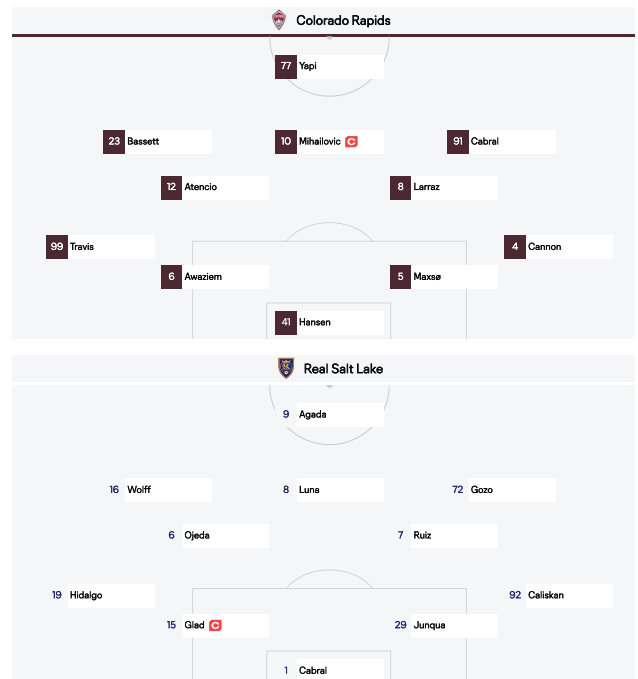 Colorado Rapids
77 Yapi
23 Bassett 10 Mihailovic C 91 Cabral
12 Atencio 8 Larraz
99 Travis 4 Cannon
6 Awaziem 5 Maxsø
41 Hansen
Real Salt Lake
9 Agada
16 Wolff 8 Luna 72 Gozo
6 Ojeda 7 Ruiz
19 Hidalgo 92 Caliskan
15 Glad C 29 Junqua
1 Cabral